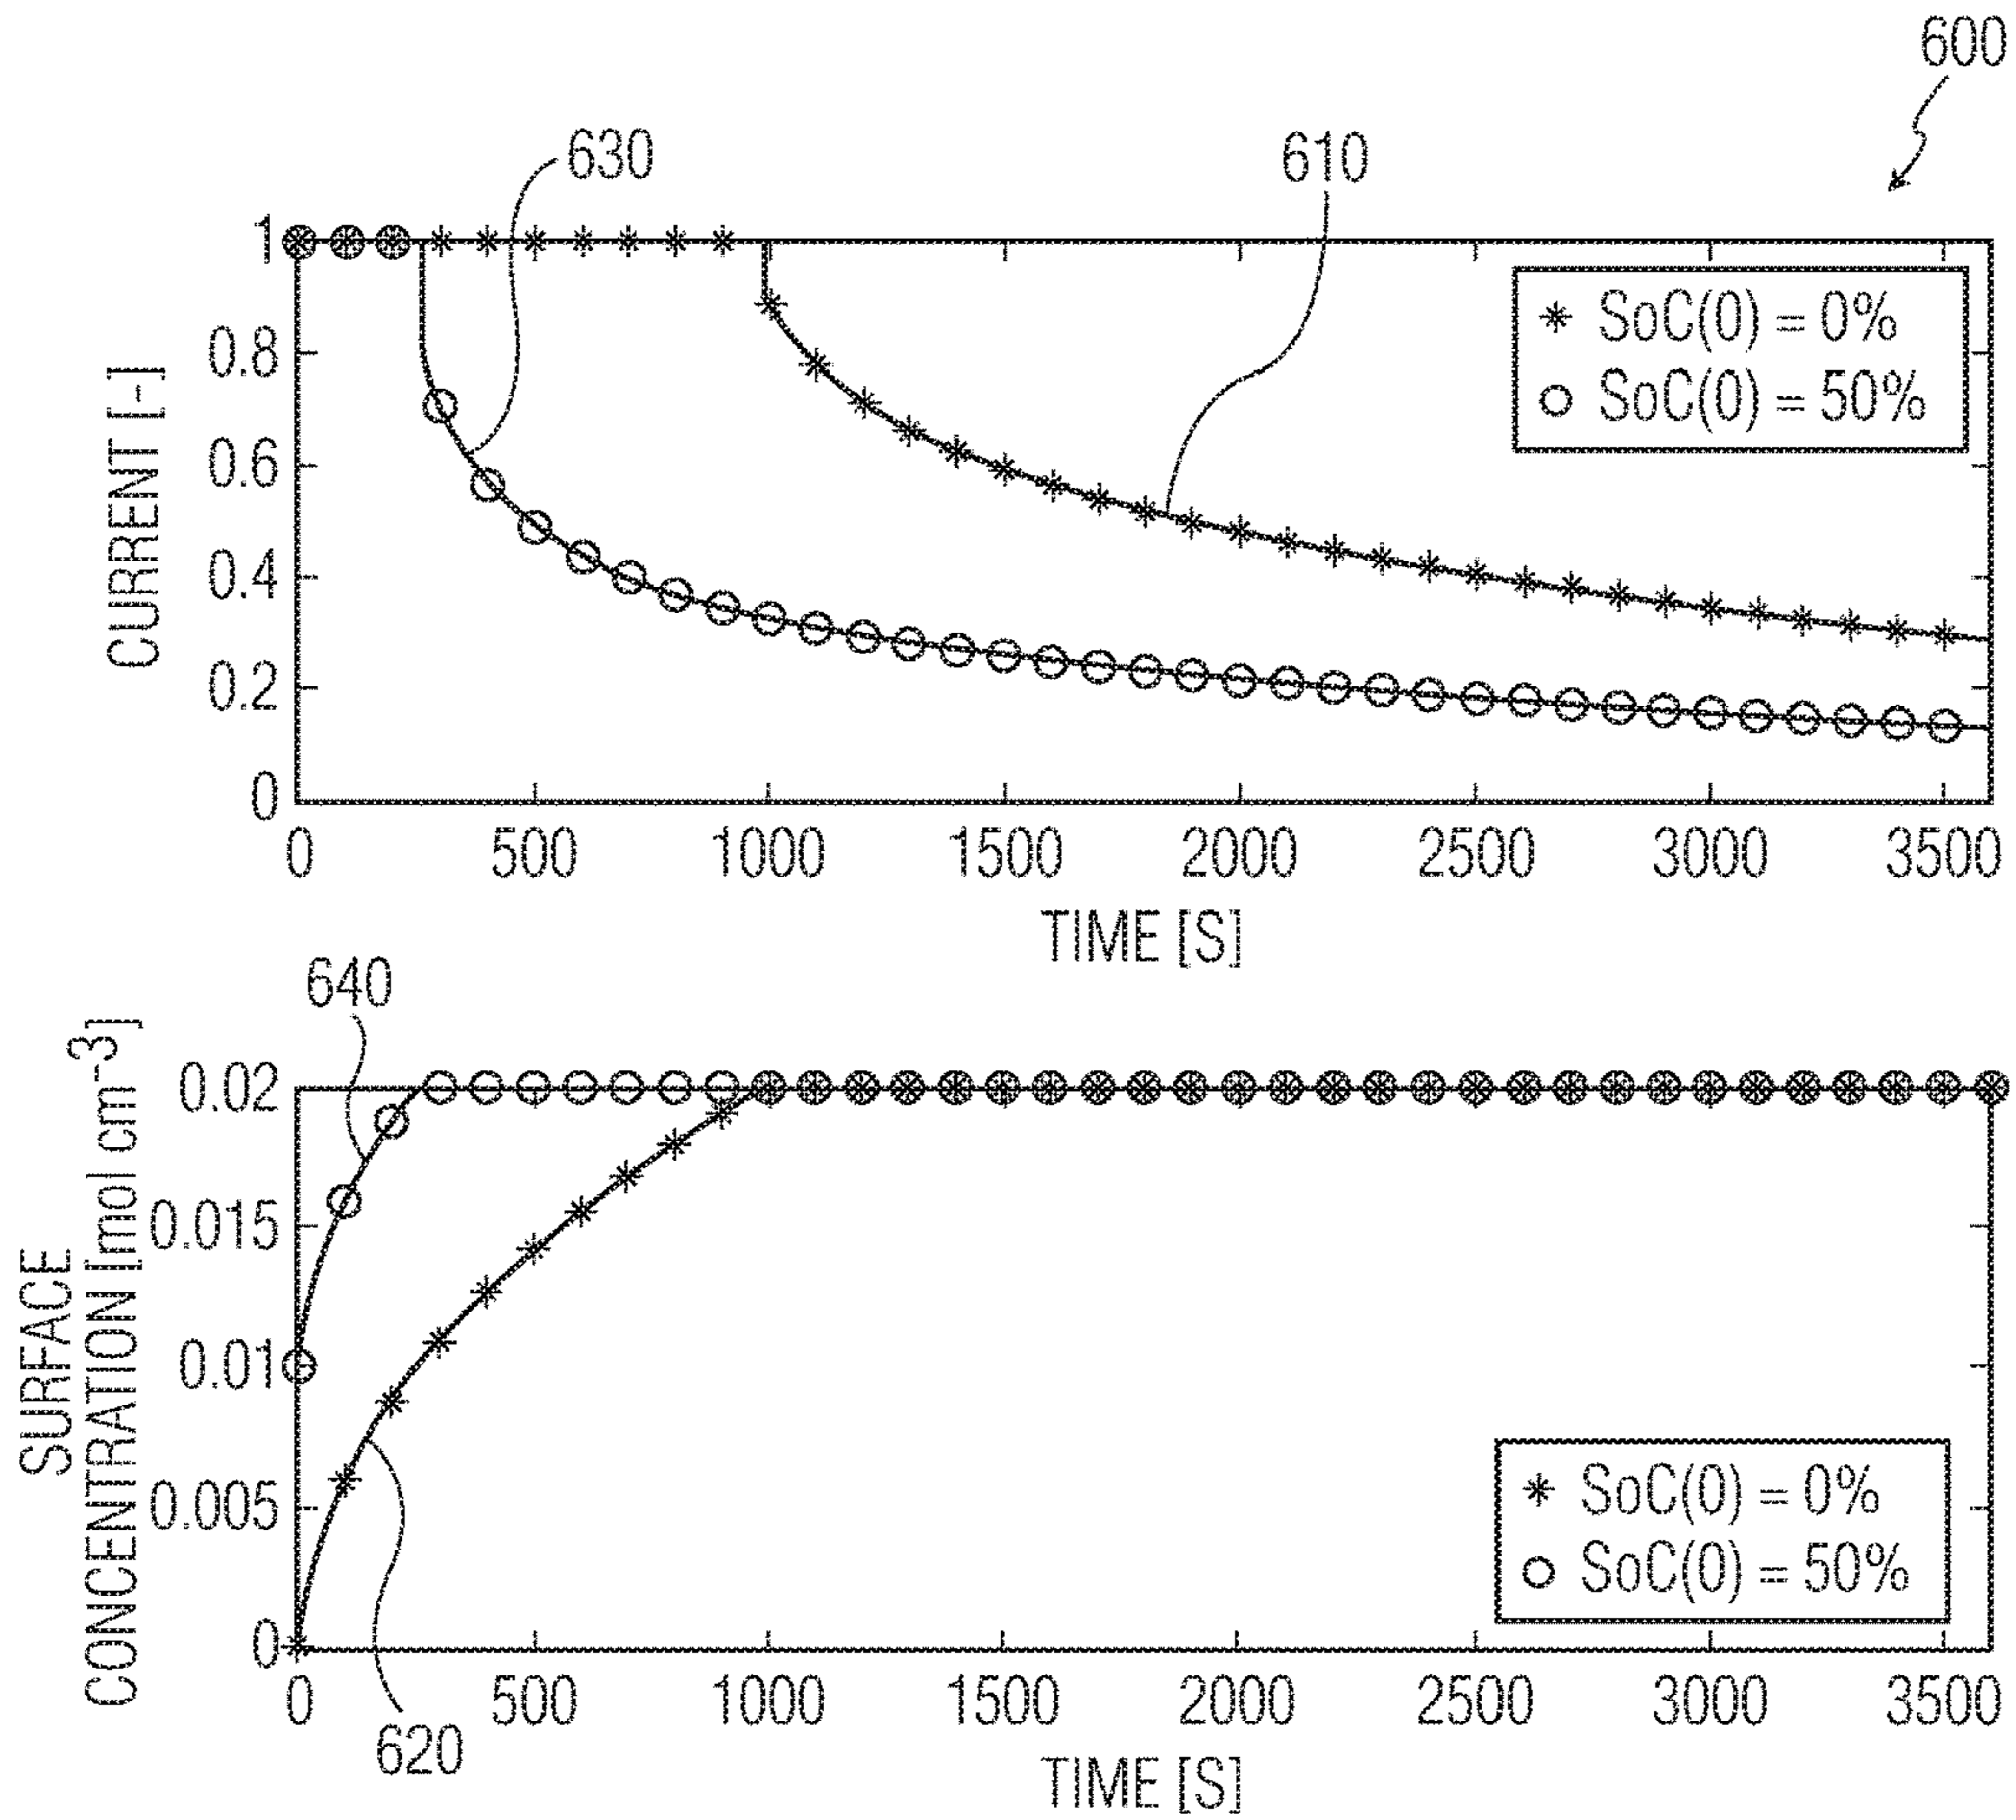 600
630
610
1
0.8
0.6
0.4
0.2
0
CURRENT [-]
* SoC(0) = 0%
○ SoC(0) = 50%
0 500 1000 1500 2000 2500 3000 3500
TIME [S]
640
0.02
0.015
0.01
0.005
0
SURFACE
CONCENTRATION [mol cm⁻³]
* SoC(0) = 0%
○ SoC(0) = 50%
0 500 1000 1500 2000 2500 3000 3500
620
TIME [S]